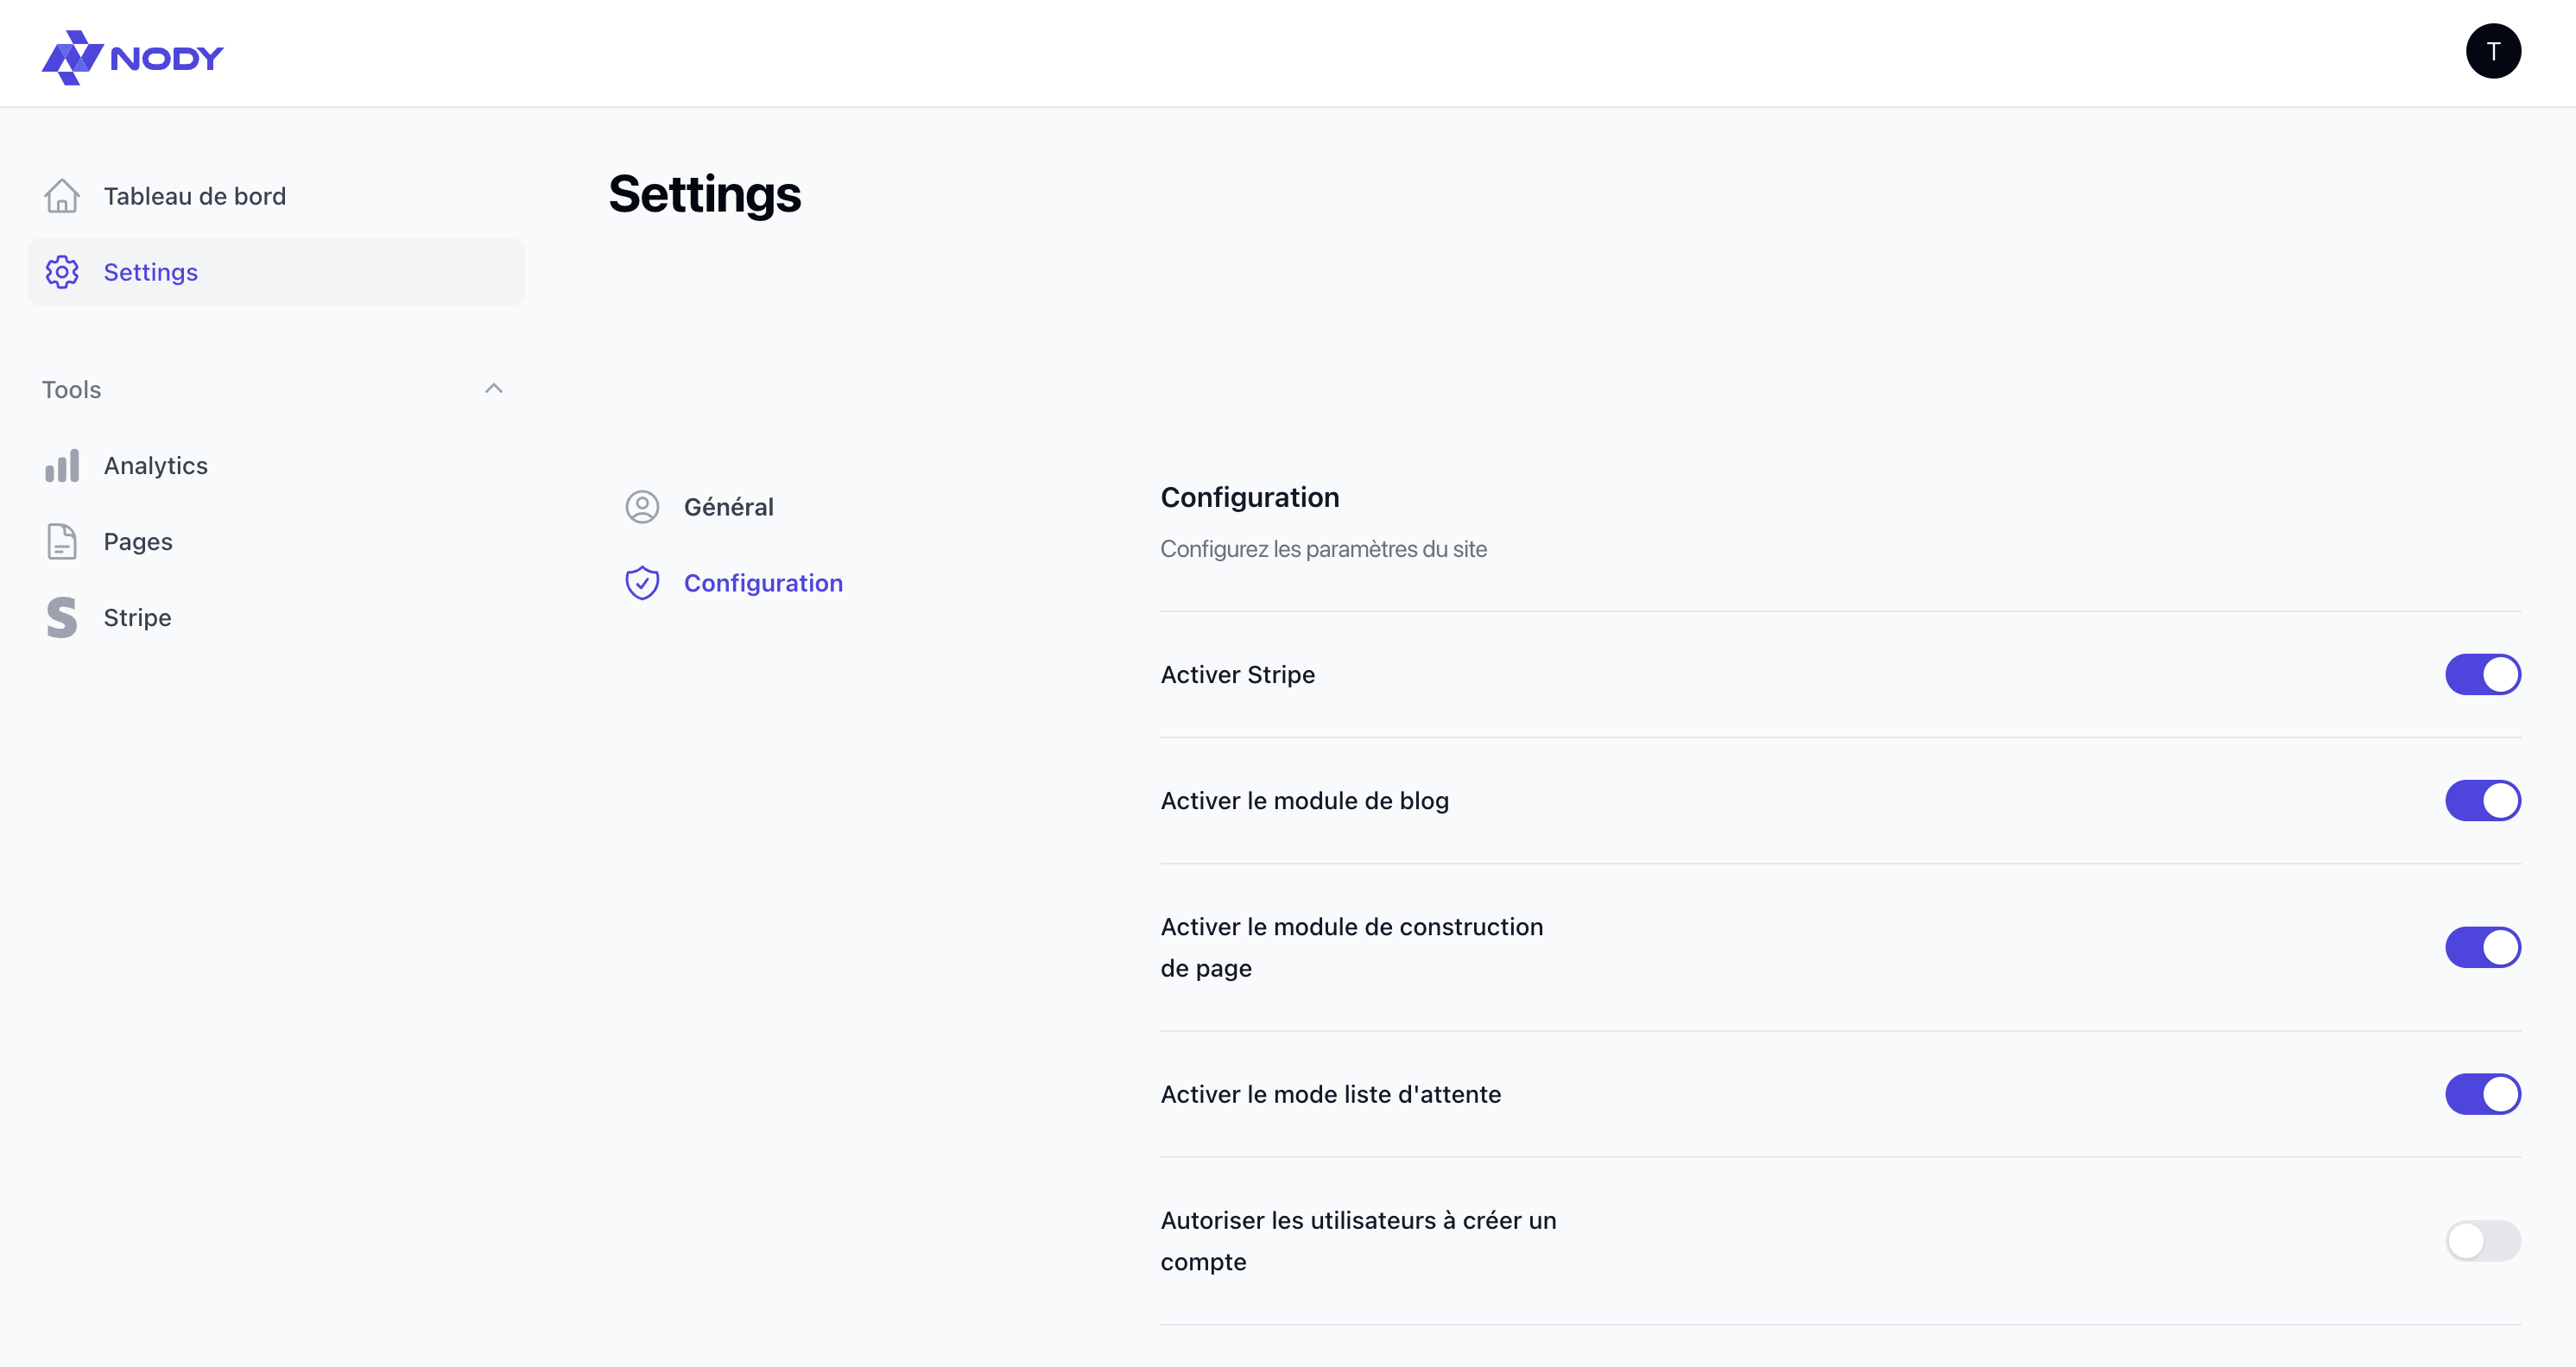 NODY
T
Tableau de bord
Settings
Tools
Analytics
Pages
Stripe
Settings
Général
Configuration
Configuration
Configurez les paramètres du site
Activer Stripe
Activer le module de blog
Activer le module de construction
de page
Activer le mode liste d'attente
Autoriser les utilisateurs à créer un
compte